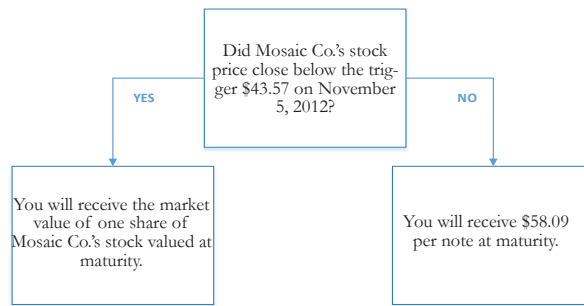 Did Mosaic Co.'s stock
price close below the trig-
ger $43.57 on November
5, 2012?
YES
NO
You will receive the market
value of one share of
Mosaic Co.'s stock valued at
maturity.
You will receive $58.09
per note at maturity.